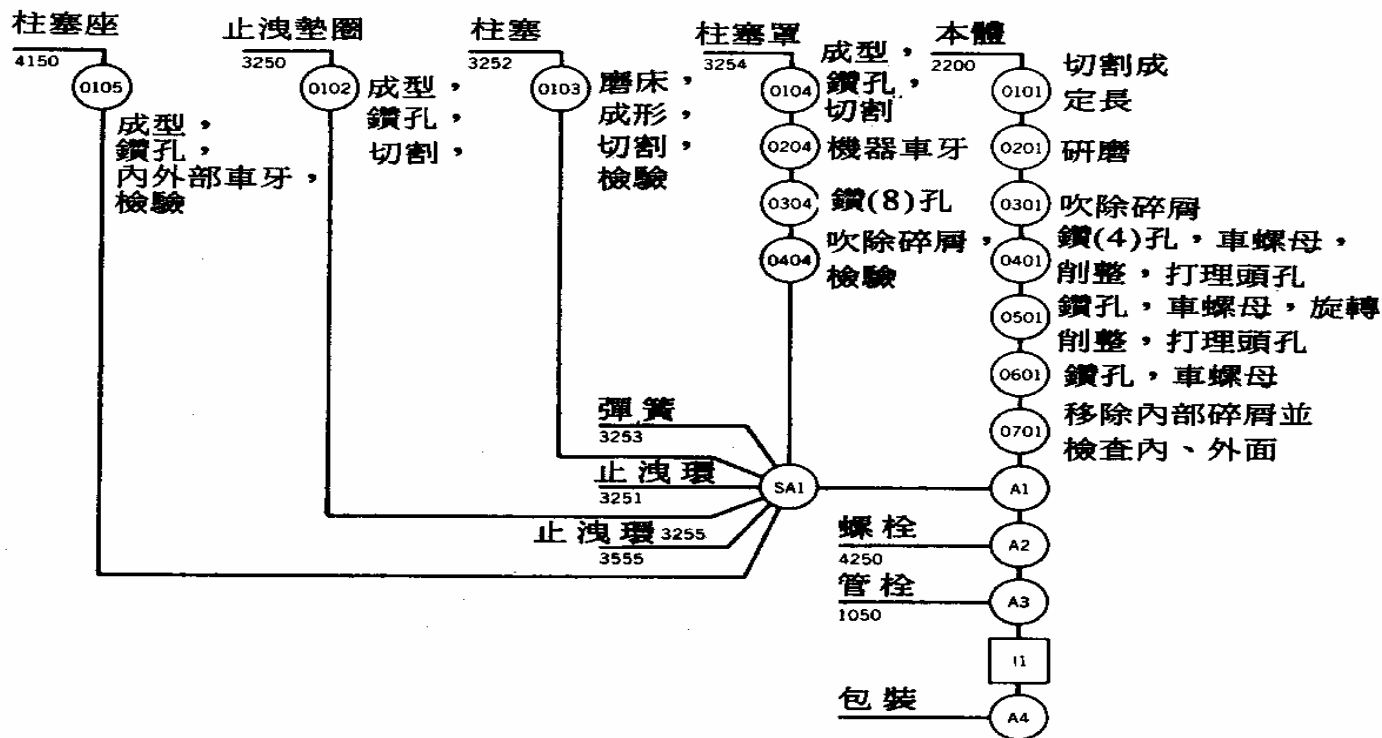 柱塞座
4150
0105
成型，
鑽孔，
內外部車牙，
檢驗
止洩墊圈
3250
0102
成型，
鑽孔，
切割，
柱塞
3252
0103
磨床，
成形，
切割，
檢驗
柱塞罩
3254
0104
成型，
鑽孔，
切割
0204
機器車牙
0304
鑽(8)孔
0404
吹除碎屑，
檢驗
本體
2200
0101
切割成
定長
0201
研磨
0301
吹除碎屑
0401
鑽(4)孔，車螺母，
削整，打理頭孔
0501
鑽孔，車螺母，旋轉
削整，打理頭孔
0601
鑽孔，車螺母
0701
移除內部碎屑並
檢查內、外面
彈簧
3253
止洩環
3251
止洩環 3255
3555
SA1
A1
螺栓
4250
A2
管栓
1050
A3
I1
包裝
A4